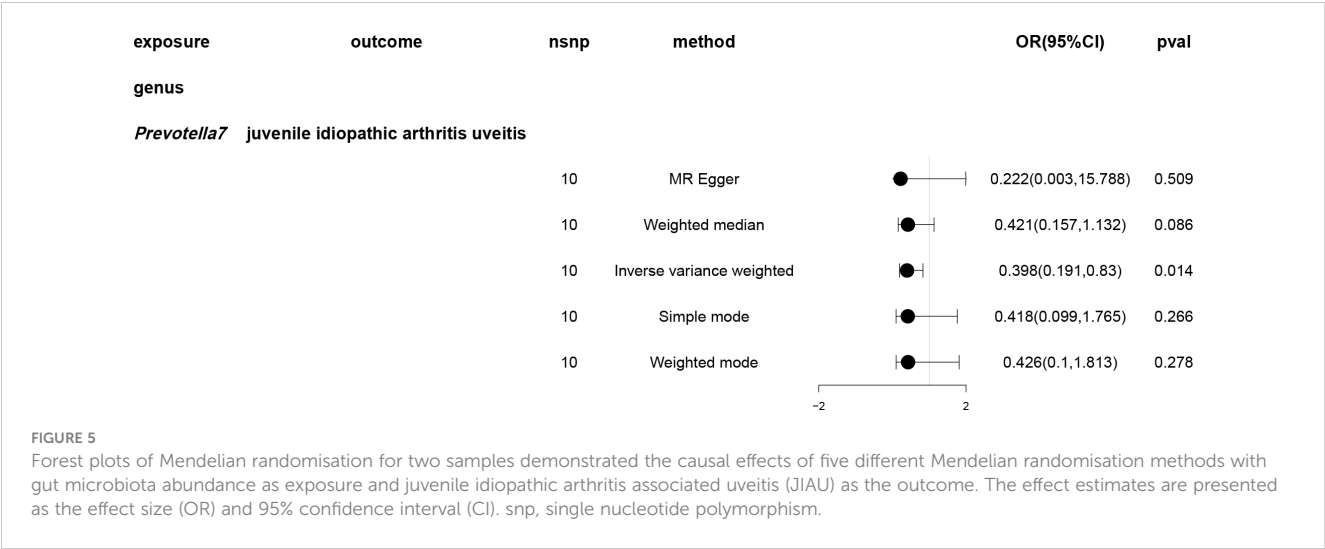 exposure outcome nsnp method OR(95%CI) pval
genus
Prevotella7 juvenile idiopathic arthritis uveitis
10 MR Egger 0.222(0.003,15.788) 0.509
10 Weighted median 0.421(0.157,1.132) 0.086
10 Inverse variance weighted 0.398(0.191,0.83) 0.014
10 Simple mode 0.418(0.099,1.765) 0.266
10 Weighted mode 0.426(0.1,1.813) 0.278
−2 2
FIGURE 5
Forest plots of Mendelian randomisation for two samples demonstrated the causal effects of five different Mendelian randomisation methods with
gut microbiota abundance as exposure and juvenile idiopathic arthritis associated uveitis (JIAU) as the outcome. The effect estimates are presented
as the effect size (OR) and 95% confidence interval (CI). snp, single nucleotide polymorphism.